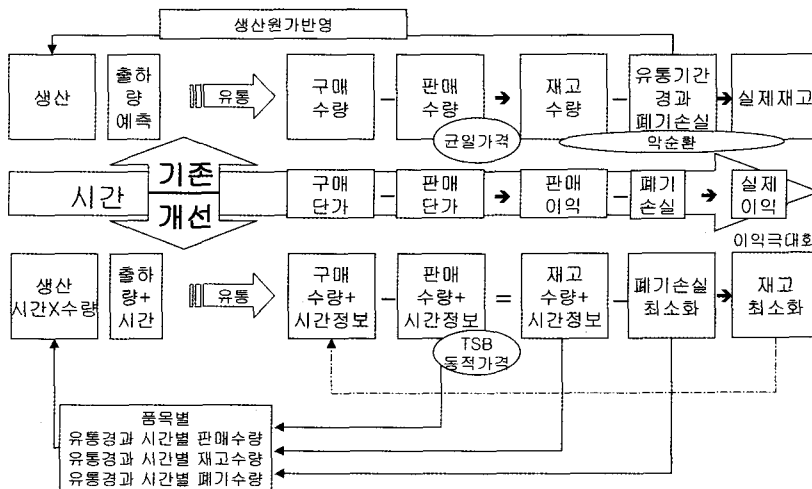 생산원가반영
생산
출하
량
예측
유통
구매
수량
–
판매
수량
➔
재고
수량
–
유통기간
경과
폐기손실
➔
실제재고
균일가격
악순환
시간
기존
개선
구매
단가
–
판매
단가
➔
판매
이익
–
폐기
손실
➔
실제
이익
이익극대화
생산
시간X수량
출하
량+
시간
유통
구매
수량+
시간정보
–
판매
수량+
시간정보
=
재고
수량+
시간정보
–
폐기손실
최소화
➔
재고
최소화
TSB
동적가격
품목별
유통경과 시간별 판매수량
유통경과 시간별 재고수량
유통경과 시간별 폐기수량